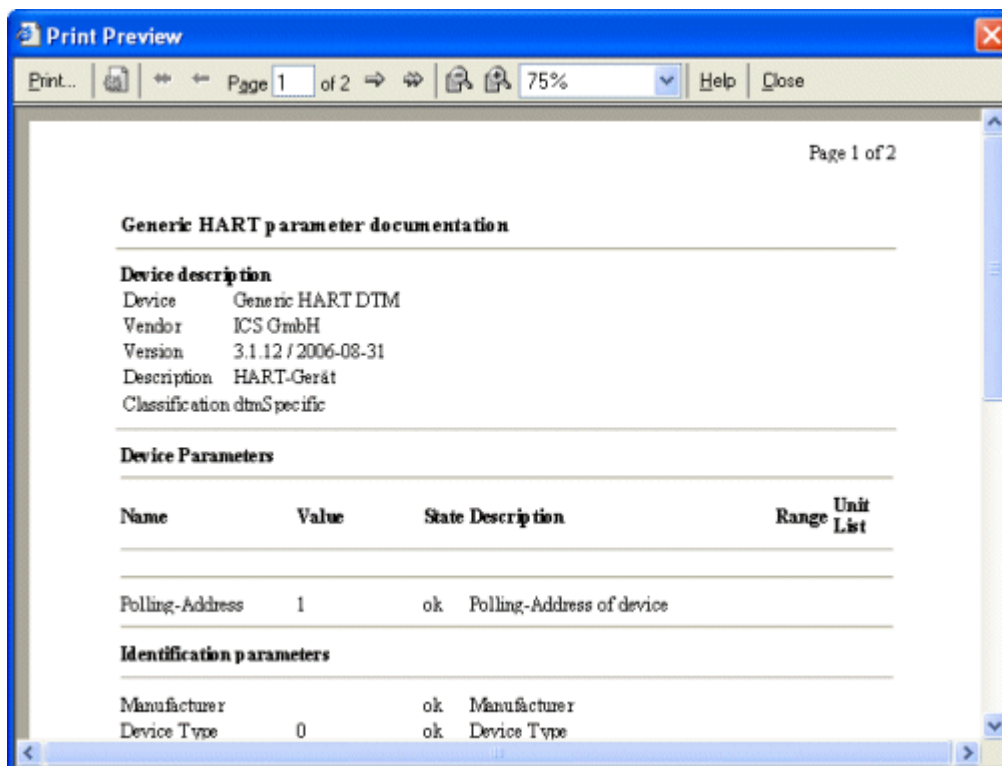 Print Preview
Print... Page 1 of 2 75% Help Close
Page 1 of 2
Generic HART parameter documentation
Device description
Device Generic HART DTM
Vendor ICS GmbH
Version 3.1.12 / 2006-08-31
Description HART-Gerät
Classification dtmSpecific
Device Parameters
Name Value State Description Range Unit List
Polling-Address 1 ok Polling-Address of device
Identification parameters
Manufacturer ok Manufacturer
Device Type 0 ok Device Type